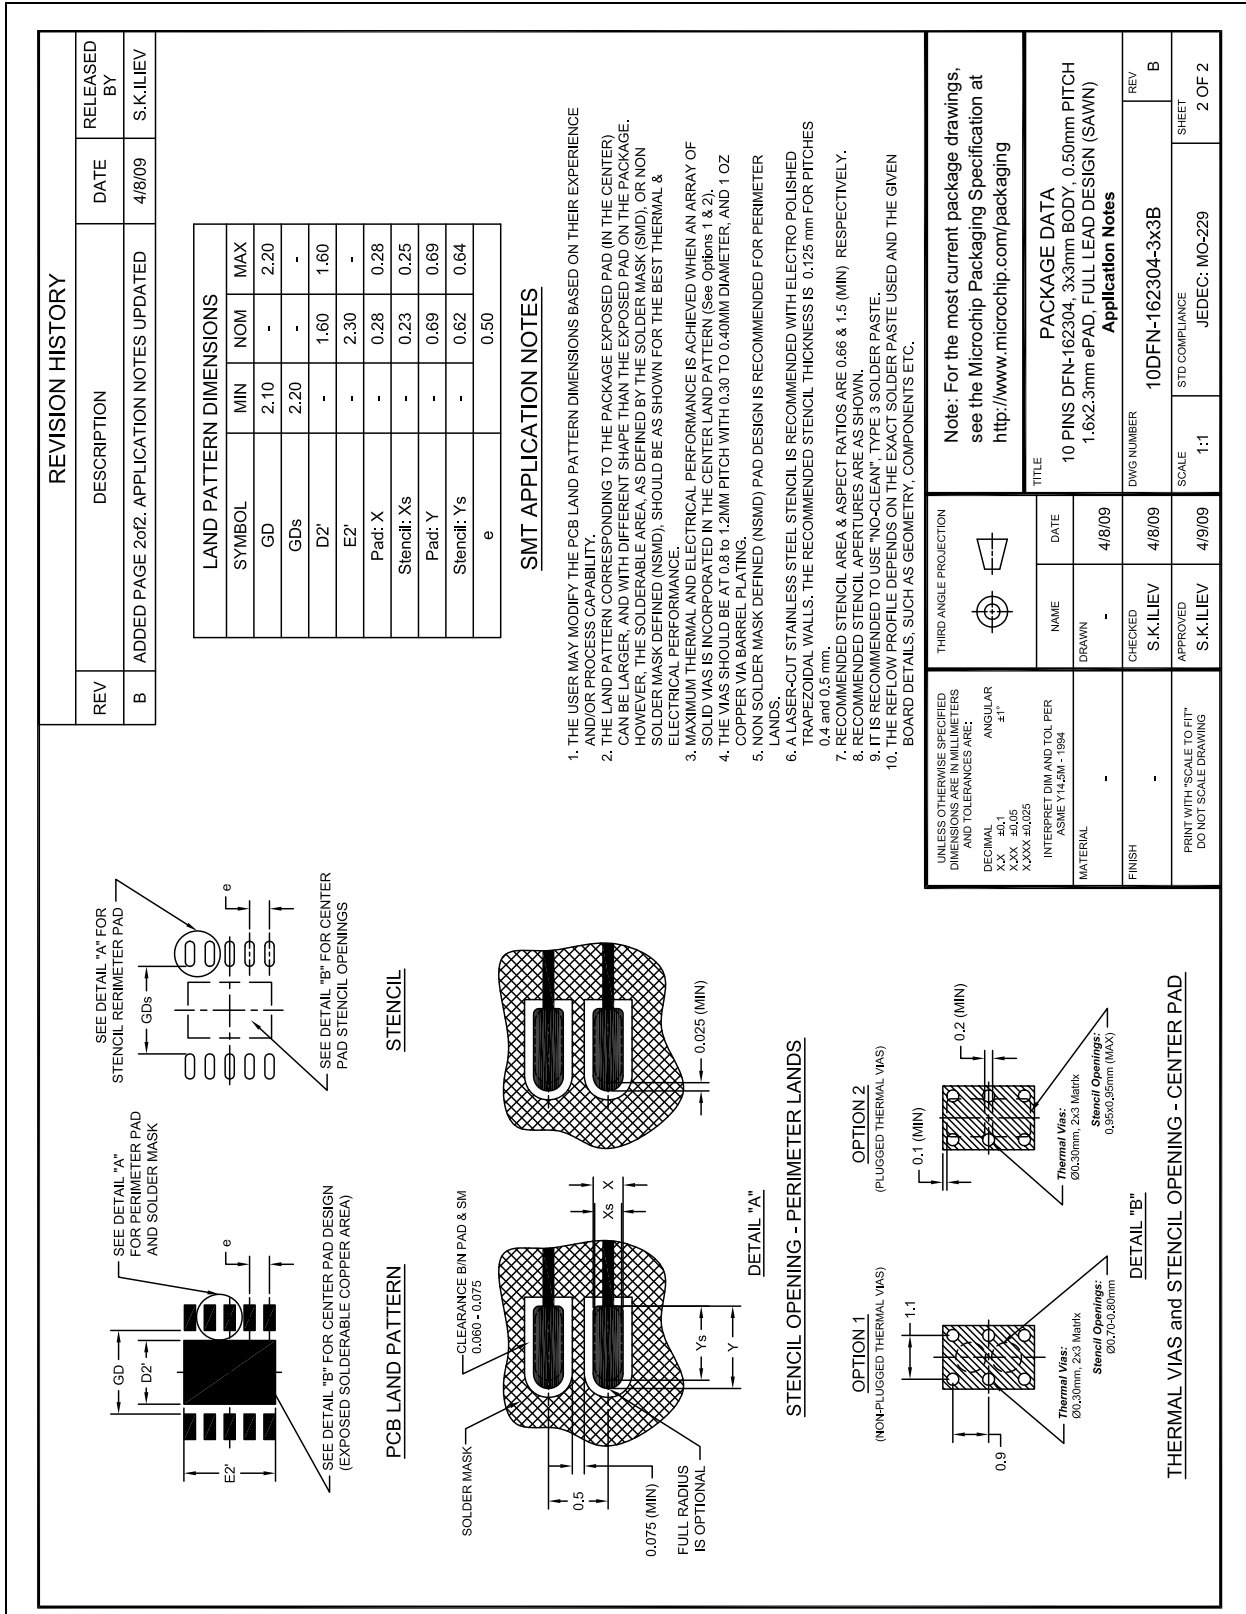 REVISION HISTORY
REV DESCRIPTION DATE RELEASED BY
B ADDED PAGE 2of2, APPLICATION NOTES UPDATED 4/8/09 S.K.ILIEV
SEE DETAIL "A"
FOR PERIMETER PAD
AND SOLDER MASK
GD
D2'
E2'
e
SEE DETAIL "B" FOR CENTER PAD DESIGN
(EXPOSED SOLDERABLE COPPER AREA)
PCB LAND PATTERN
SEE DETAIL "A" FOR
STENCIL RERIMETER PAD
GDs
e
SEE DETAIL "B" FOR CENTER
PAD STENCIL OPENINGS
STENCIL
LAND PATTERN DIMENSIONS
SYMBOL MIN NOM MAX
GD 2.10 - 2.20
GDs 2.20 - -
D2' - 1.60 1.60
E2' - 2.30 -
Pad: X - 0.28 0.28
Stencil: Xs - 0.23 0.25
Pad: Y - 0.69 0.69
Stencil: Ys - 0.62 0.64
e 0.50
SOLDER MASK
CLEARANCE B/N PAD & SM
0.060 - 0.075
0.5
0.075 (MIN)
FULL RADIUS
IS OPTIONAL
Xs
X
Ys
Y
0.025 (MIN)
DETAIL "A"
STENCIL OPENING - PERIMETER LANDS
SMT APPLICATION NOTES
1. THE USER MAY MODIFY THE PCB LAND PATTERN DIMENSIONS BASED ON THEIR EXPERIENCE
AND/OR PROCESS CAPABILITY.
2. THE LAND PATTERN CORRESPONDING TO THE PACKAGE EXPOSED PAD (IN THE CENTER)
CAN BE LARGER, AND WITH DIFFERENT SHAPE THAN THE EXPOSED PAD ON THE PACKAGE.
HOWEVER, THE SOLDERABLE AREA, AS DEFINED BY THE SOLDER MASK (SMD), OR NON
SOLDER MASK DEFINED (NSMD), SHOULD BE AS SHOWN FOR THE BEST THERMAL &
ELECTRICAL PERFORMANCE.
3. MAXIMUM THERMAL AND ELECTRICAL PERFORMANCE IS ACHIEVED WHEN AN ARRAY OF
SOLID VIAS IS INCORPORATED IN THE CENTER LAND PATTERN (See Options 1 & 2).
4. THE VIAS SHOULD BE AT 0.8 to 1.2MM PITCH WITH 0.30 TO 0.40MM DIAMETER, AND 1 OZ
COPPER VIA BARREL PLATING.
5. NON SOLDER MASK DEFINED (NSMD) PAD DESIGN IS RECOMMENDED FOR PERIMETER
LANDS.
6. A LASER-CUT STAINLESS STEEL STENCIL IS RECOMMENDED WITH ELECTRO POLISHED
TRAPEZOIDAL WALLS. THE RECOMMENDED STENCIL THICKNESS IS 0.125 mm FOR PITCHES
0.4 and 0.5 mm.
7. RECOMMENDED STENCIL AREA & ASPECT RATIOS ARE 0.66 & 1.5 (MIN) RESPECTIVELY.
8. RECOMMENDED STENCIL APERTURES ARE AS SHOWN.
9. IT IS RECOMMENDED TO USE "NO-CLEAN", TYPE 3 SOLDER PASTE.
10. THE REFLOW PROFILE DEPENDS ON THE EXACT SOLDER PASTE USED AND THE GIVEN
BOARD DETAILS, SUCH AS GEOMETRY, COMPONENTS ETC.
OPTION 1
(NON-PLUGGED THERMAL VIAS)
1.1
0.9
Thermal Vias:
Ø0.30mm, 2x3 Matrix
Stencil Openings:
Ø0.70-0.80mm
OPTION 2
(PLUGGED THERMAL VIAS)
0.1 (MIN)
0.2 (MIN)
Thermal Vias:
Ø0.30mm, 2x3 Matrix
Stencil Openings:
0.95x0.95mm (MAX)
DETAIL "B"
THERMAL VIAS and STENCIL OPENING - CENTER PAD
UNLESS OTHERWISE SPECIFIED
DIMENSIONS ARE IN MILLIMETERS
AND TOLERANCES ARE:
DECIMAL ANGULAR
X.X ±0.1 ±1°
X.XX ±0.05
X.XXX ±0.025
INTERPRET DIM AND TOL PER
ASME Y14.5M - 1994
MATERIAL
-
FINISH
-
PRINT WITH "SCALE TO FIT"
DO NOT SCALE DRAWING
THIRD ANGLE PROJECTION
NAME DATE
DRAWN
- 4/8/09
CHECKED
S.K.ILIEV 4/8/09
APPROVED
S.K.ILIEV 4/9/09
Note: For the most current package drawings,
see the Microchip Packaging Specification at
http://www.microchip.com/packaging
TITLE
PACKAGE DATA
10 PINS DFN-162304, 3x3mm BODY, 0.50mm PITCH
1.6x2.3mm ePAD, FULL LEAD DESIGN (SAWN)
Application Notes
DWG NUMBER
10DFN-162304-3x3B
REV
B
SCALE
1:1
STD COMPLIANCE
JEDEC: MO-229
SHEET
2 OF 2